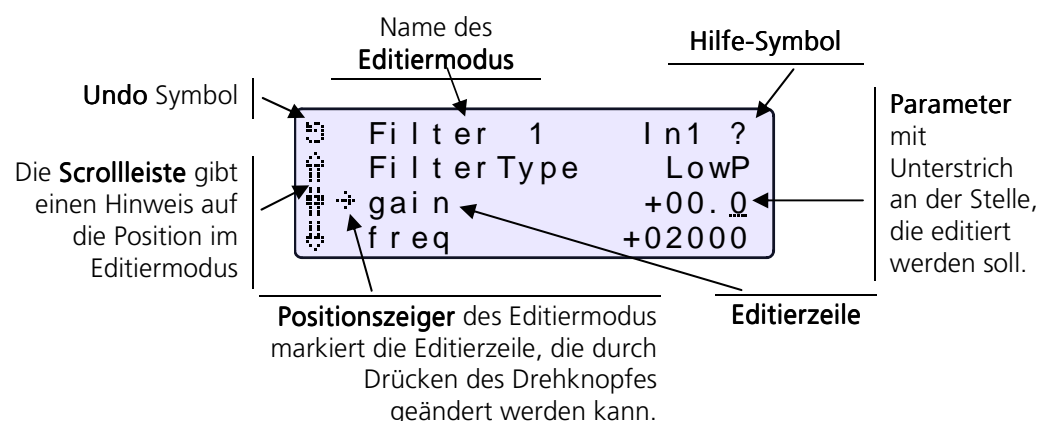 Name des
Editiermodus
Hilfe-Symbol
Undo Symbol
Die Scrollleiste gibt
einen Hinweis auf
die Position im
Editiermodus
Filter 1 In1 ?
FilterType LowP
gain +00.0
freq +02000
Parameter
mit
Unterstrich
an der Stelle,
die editiert
werden soll.
Positionszeiger des Editiermodus
markiert die Editierzeile, die durch
Drücken des Drehknopfes
geändert werden kann.
Editierzeile